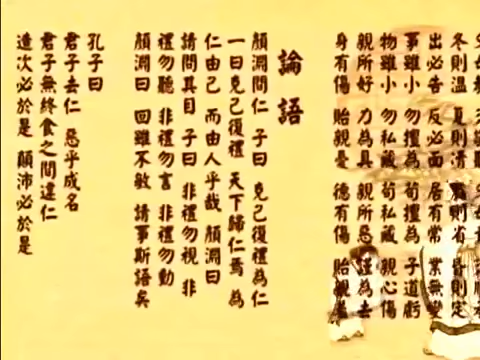 冬則溫 夏則清 晨則省 昏則定
出必告 反必面 居有常 業無變
事雖小 勿擅為 苟擅為 子道虧
物雖小 勿私藏 苟私藏 親心傷
親所好 力為具 親所惡 謹為去
身有傷 貽親憂 德有傷 貽親羞
論語
顏淵問仁 子曰 克己復禮為仁
一日克己復禮 天下歸仁焉 為
仁由己 而由人乎哉 顏淵曰
請問其目 子曰 非禮勿視 非
禮勿聽 非禮勿言 非禮勿動
顏淵曰 回雖不敏 請事斯語矣
孔子曰
君子去仁 惡乎成名
君子無終食之間違仁
造次必於是 顛沛必於是